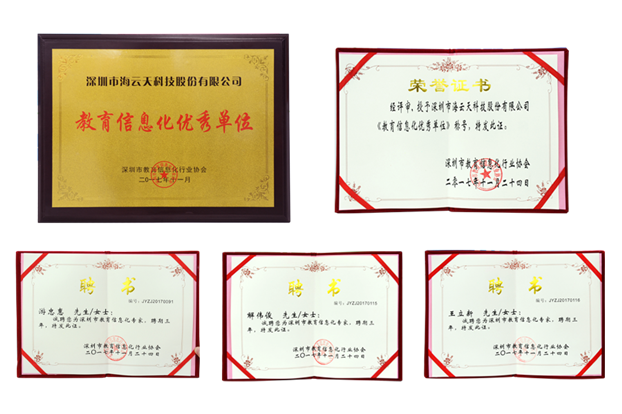 深圳市海云天科技股份有限公司
教育信息化优秀单位
深圳市教育信息化行业协会
二〇一七年十一月
荣誉证书
经评审，授予深圳市海云天科技股份有限公司
《教育信息化优秀单位》称号，特发此证：
深圳市教育信息化行业协会
二〇一七年十一月二十四日
聘书
编号：JYZJ20170091
游忠惠 先生/女士：
诚聘您为深圳市教育信息化专家，聘期三
年。特发此证。
深圳市教育信息化行业协会
二〇一七年十一月二十四日
聘书
编号：JYZJ20170115
解伟俊 先生/女士：
诚聘您为深圳市教育信息化专家，聘期三
年。特发此证。
深圳市教育信息化行业协会
二〇一七年十一月二十四日
聘书
编号：JYZJ20170116
王立新 先生/女士：
诚聘您为深圳市教育信息化专家，聘期三
年。特发此证。
深圳市教育信息化行业协会
二〇一七年十一月二十四日